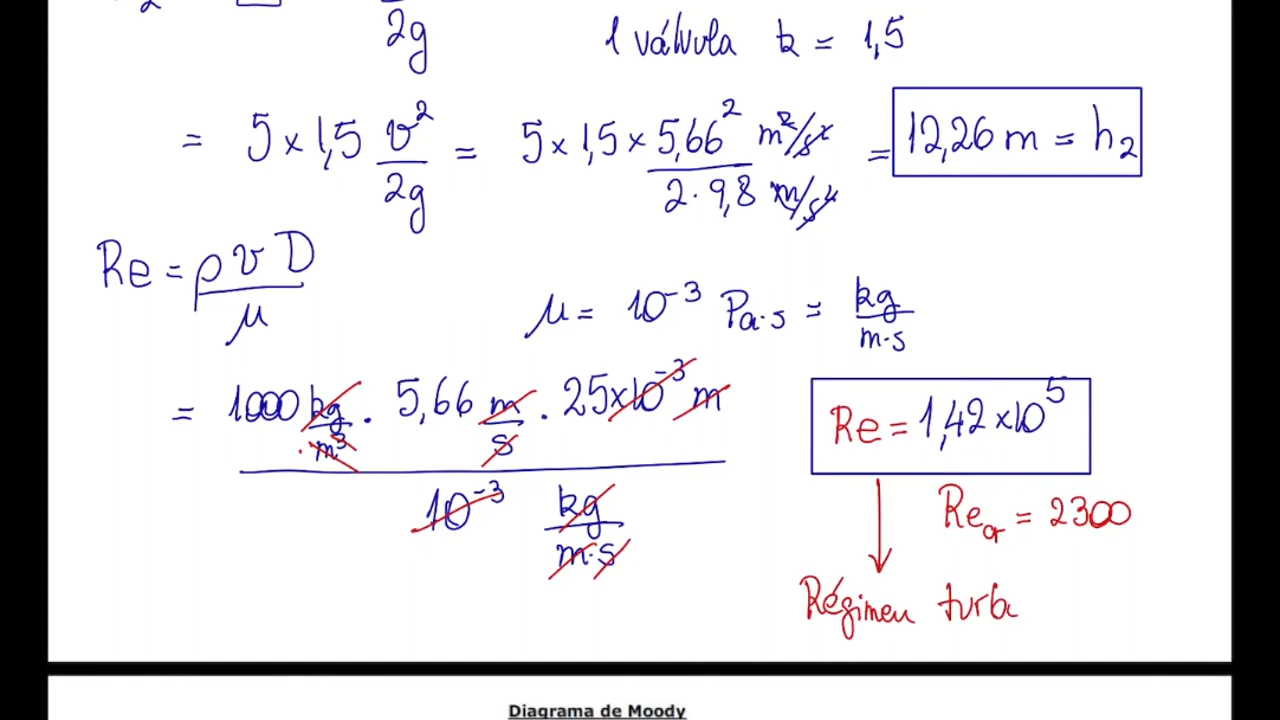 2g
1 válvula k = 1,5
= 5 × 1,5 v²/2g = 5 × 1,5 × 5,66² m²/s² / 2 · 9,8 m/s² = 12,26 m = h₂
Re = ρ v D / μ
μ = 10⁻³ Pa·s = kg/m·s
= 1000 kg/m³ · 5,66 m/s · 25×10⁻³ m / 10⁻³ kg/m·s
Re = 1,42 ×10⁵
Re_cr = 2300
Régimen turbu
Diagrama de Moody